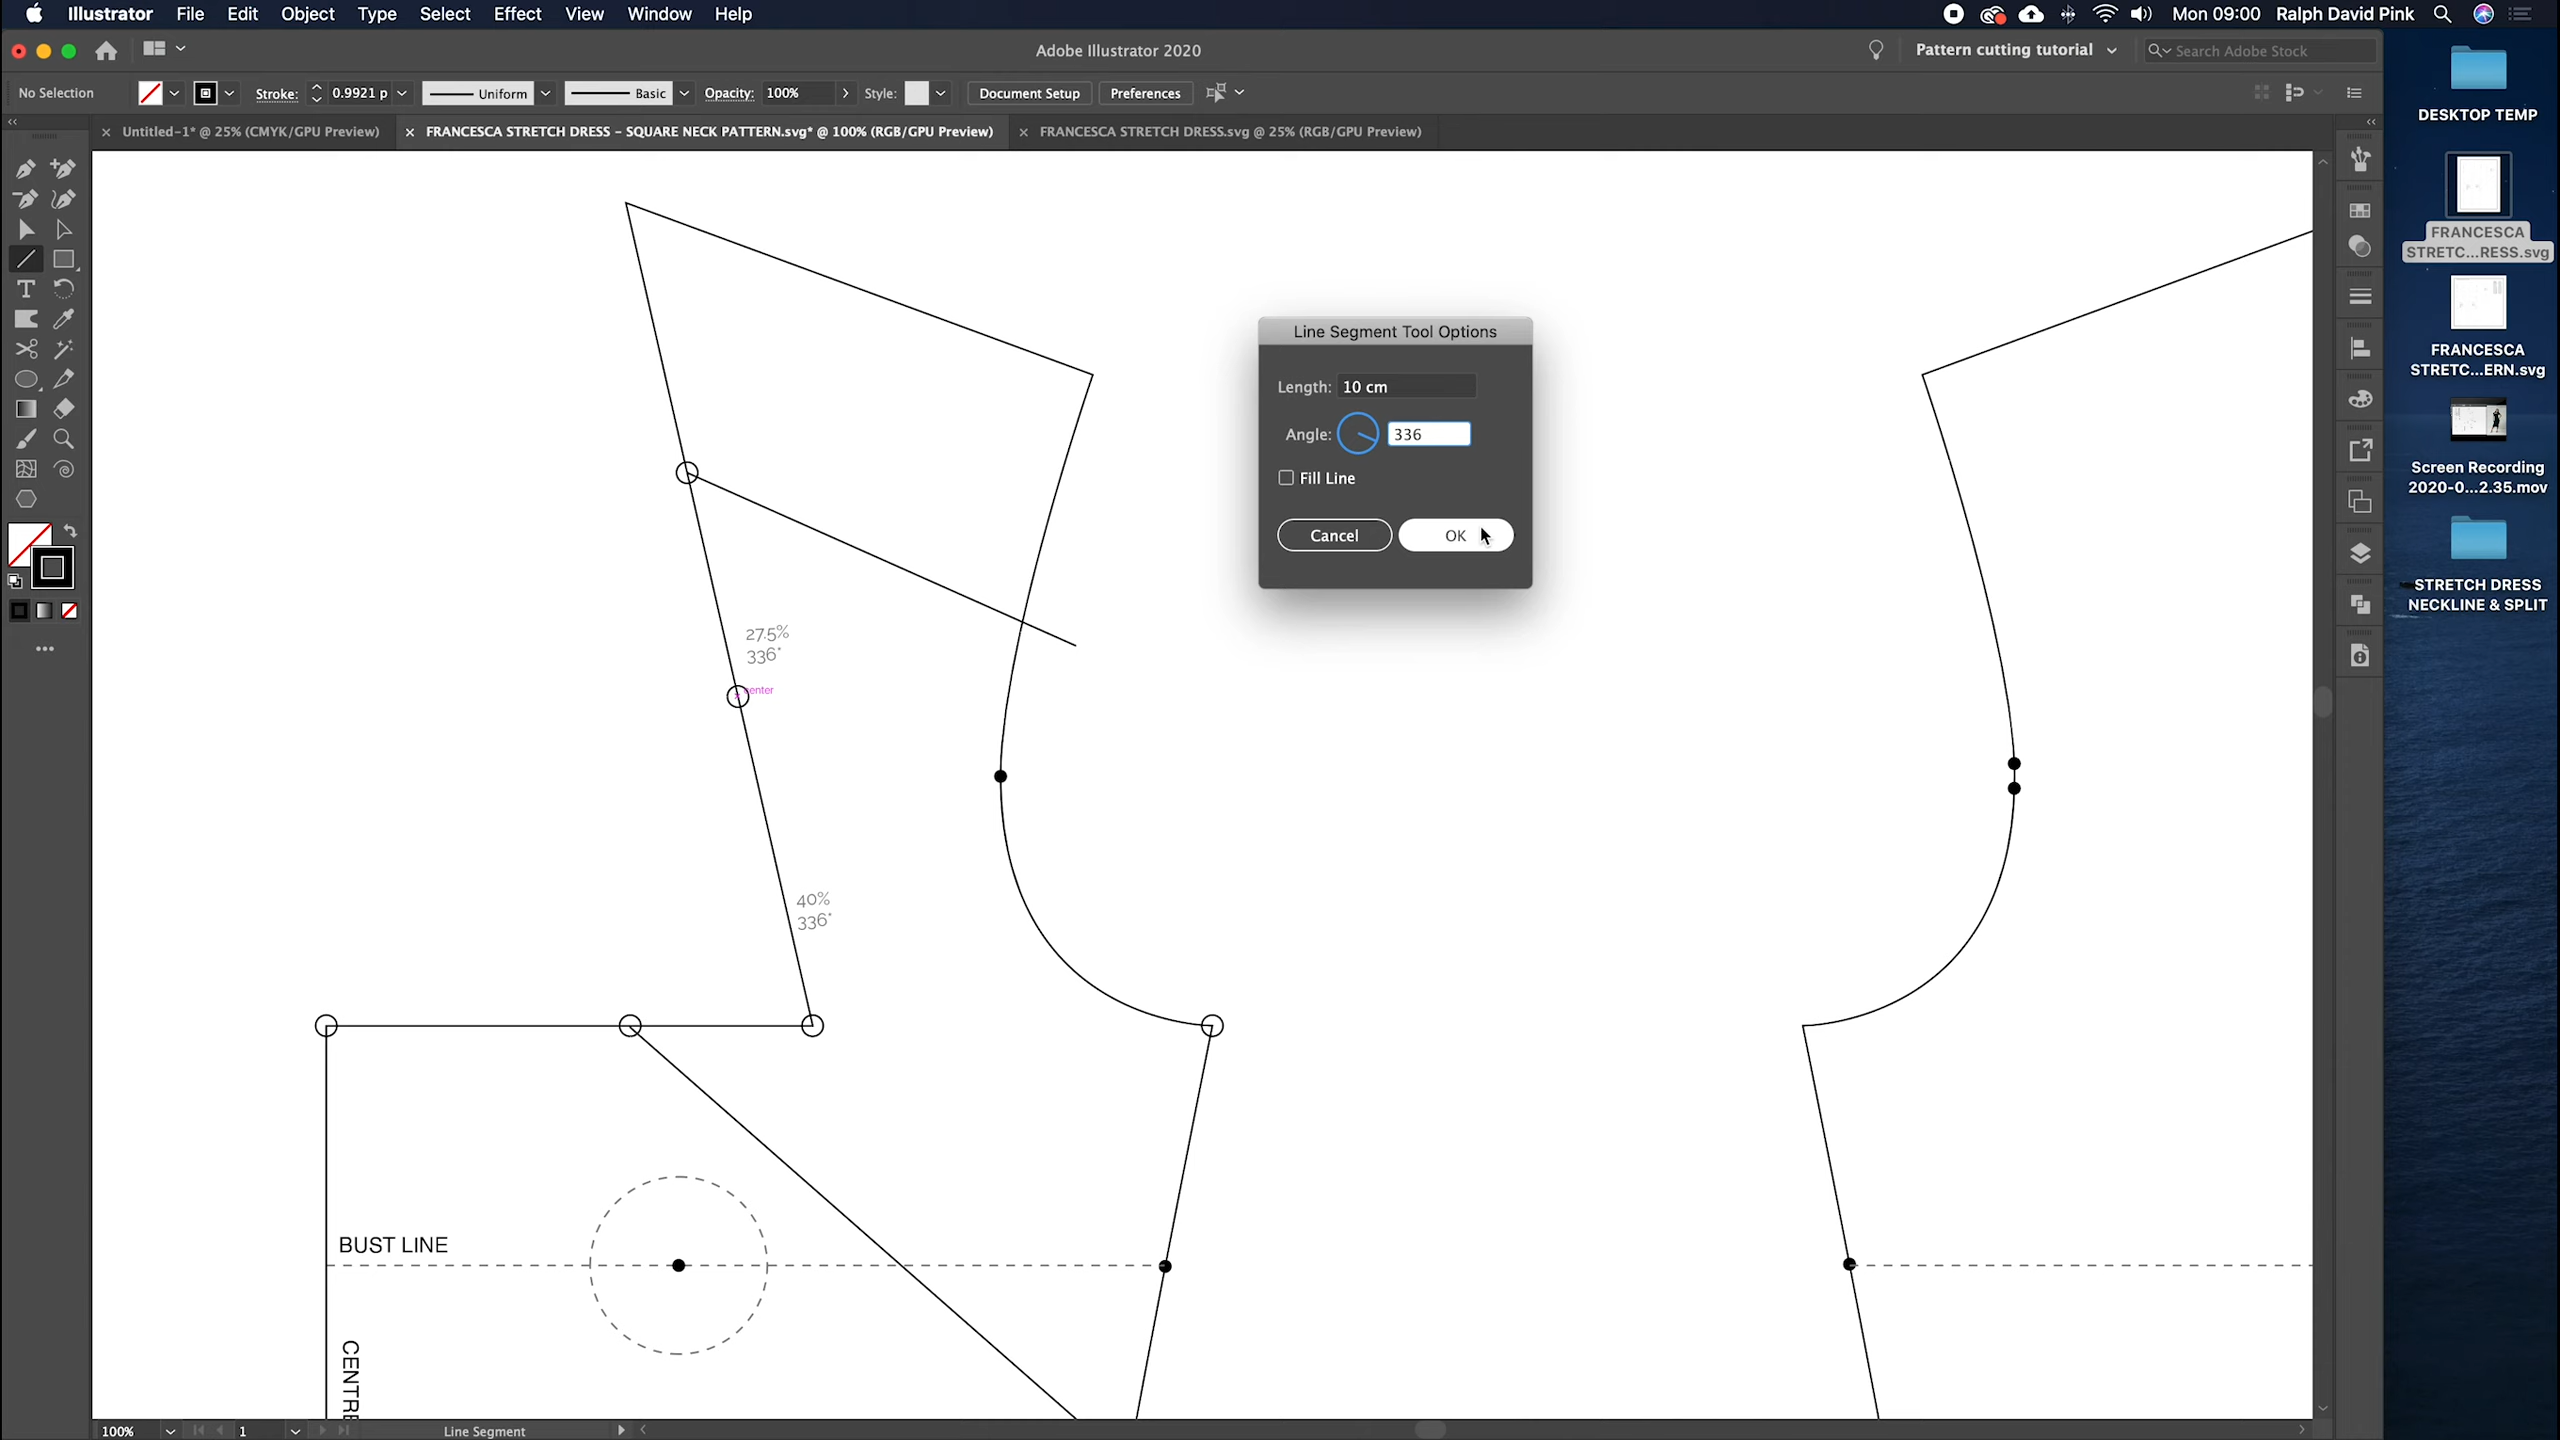 Illustrator File Edit Object Type Select Effect View Window Help
Mon 09:00 Ralph David Pink
Adobe Illustrator 2020
Pattern cutting tutorial
Search Adobe Stock
No Selection
Stroke: 0.9921 p
Uniform
Basic
Opacity: 100%
Style:
Document Setup
Preferences
Untitled-1* @ 25% (CMYK/GPU Preview)
FRANCESCA STRETCH DRESS – SQUARE NECK PATTERN.svg* @ 100% (RGB/GPU Preview)
FRANCESCA STRETCH DRESS.svg @ 25% (RGB/GPU Preview)
Line Segment Tool Options
Length: 10 cm
Angle: 336
Fill Line
Cancel
OK
27.5%
336°
center
40%
336°
BUST LINE
CENTRE
DESKTOP TEMP
FRANCESCA
STRETC...RESS.svg
FRANCESCA
STRETC...ERN.svg
Screen Recording
2020-0...2.35.mov
STRETCH DRESS
NECKLINE & SPLIT
100%
1
Line Segment